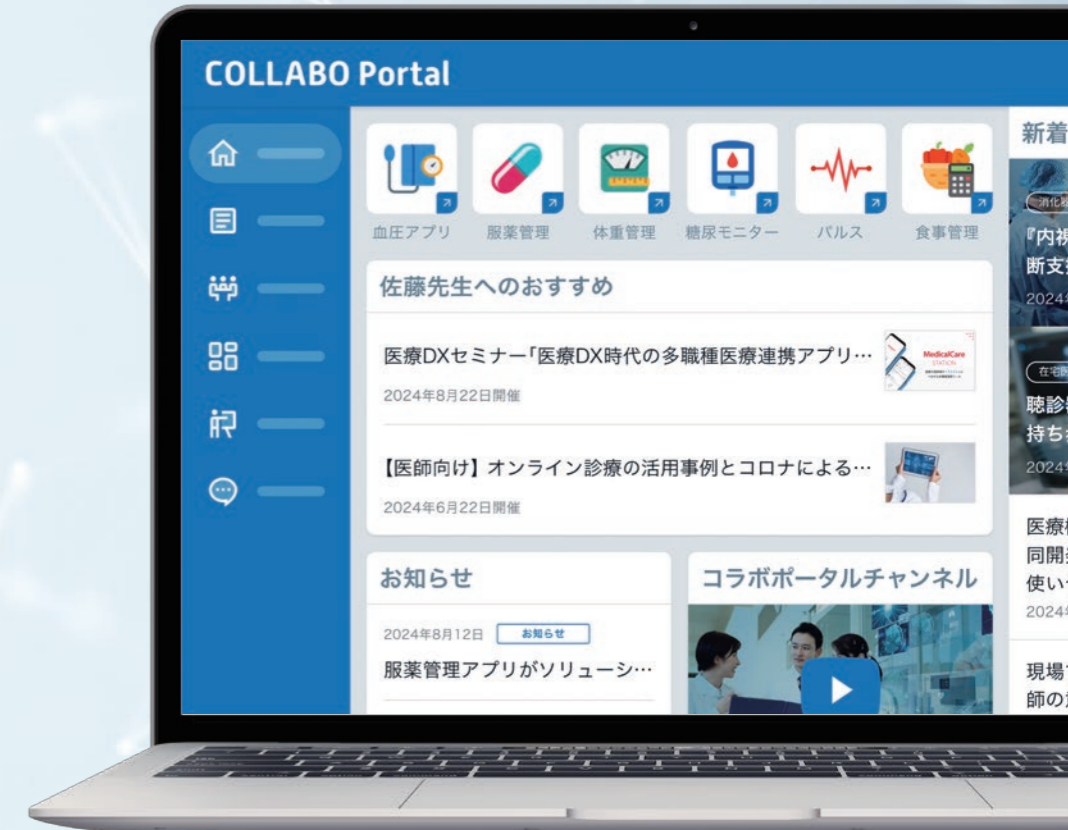 COLLABO Portal
血圧アプリ
服薬管理
体重管理
糖尿モニター
パルス
食事管理
佐藤先生へのおすすめ
医療DXセミナー「医療DX時代の多職種医療連携アプリ…
2024年8月22日開催
MedicalCare
STATION
【医師向け】オンライン診療の活用事例とコロナによる…
2024年6月22日開催
お知らせ
2024年8月12日
お知らせ
服薬管理アプリがソリューシ…
コラボポータルチャンネル
新着
消化
『内視
断支
2024
在宅
聴診
持ち
2024
医療
同開
使い
2024
現場
師の